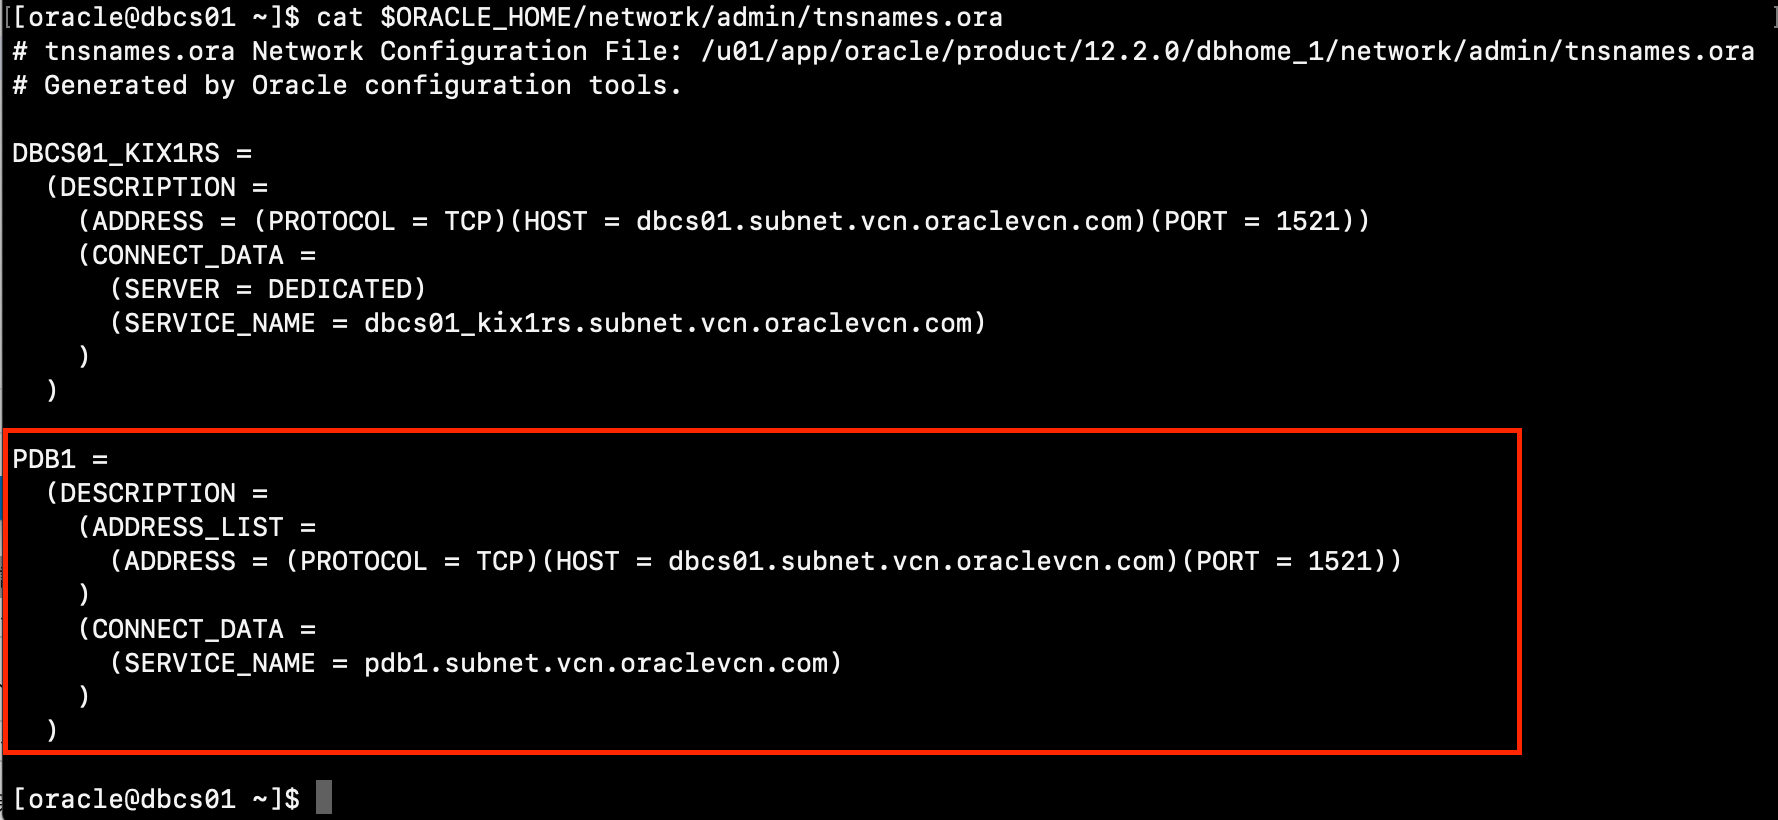 [oracle@dbcs01 ~]$ cat $ORACLE_HOME/network/admin/tnsnames.ora
# tnsnames.ora Network Configuration File: /u01/app/oracle/product/12.2.0/dbhome_1/network/admin/tnsnames.ora
# Generated by Oracle configuration tools.
DBCS01_KIX1RS =
  (DESCRIPTION =
    (ADDRESS = (PROTOCOL = TCP)(HOST = dbcs01.subnet.vcn.oraclevcn.com)(PORT = 1521))
    (CONNECT_DATA =
      (SERVER = DEDICATED)
      (SERVICE_NAME = dbcs01_kix1rs.subnet.vcn.oraclevcn.com)
    )
  )
PDB1 =
  (DESCRIPTION =
    (ADDRESS_LIST =
      (ADDRESS = (PROTOCOL = TCP)(HOST = dbcs01.subnet.vcn.oraclevcn.com)(PORT = 1521))
    )
    (CONNECT_DATA =
      (SERVICE_NAME = pdb1.subnet.vcn.oraclevcn.com)
    )
  )
[oracle@dbcs01 ~]$